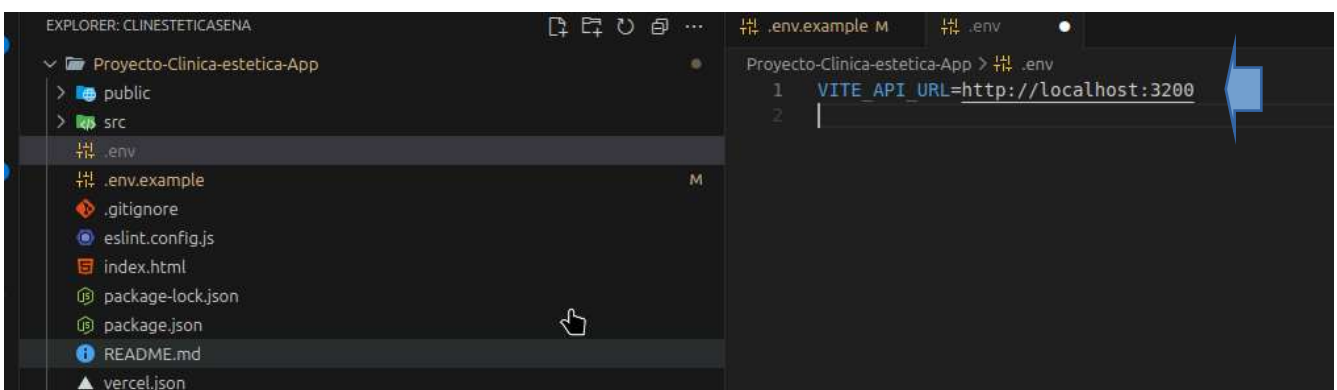 EXPLORER: CLINESTETICASENA
Proyecto-Clinica-estetica-App
public
src
.env
.env.example M
.gitignore
eslint.config.js
index.html
package-lock.json
package.json
README.md
vercel.json
.env.example M .env
Proyecto-Clinica-estetica-App > .env
1 VITE_API_URL=http://localhost:3200
2